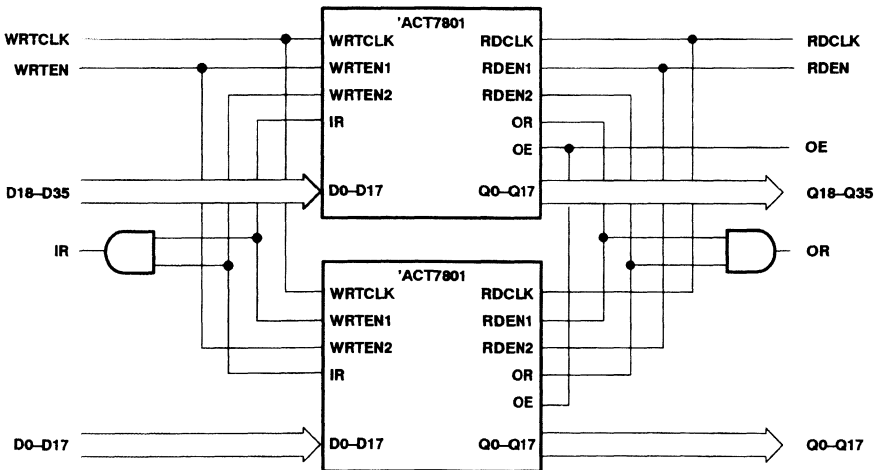 'ACT7801
WRTCLK WRTCLK RDCLK RDCLK
WRTEN WRTEN1 RDEN1 RDEN
WRTEN2 RDEN2
IR OR
OE OE
D18–D35 D0–D17 Q0–Q17 Q18–Q35
IR OR
'ACT7801
WRTCLK RDCLK
WRTEN1 RDEN1
WRTEN2 RDEN2
IR OR
OE
D0–D17 D0–D17 Q0–Q17 Q0–Q17